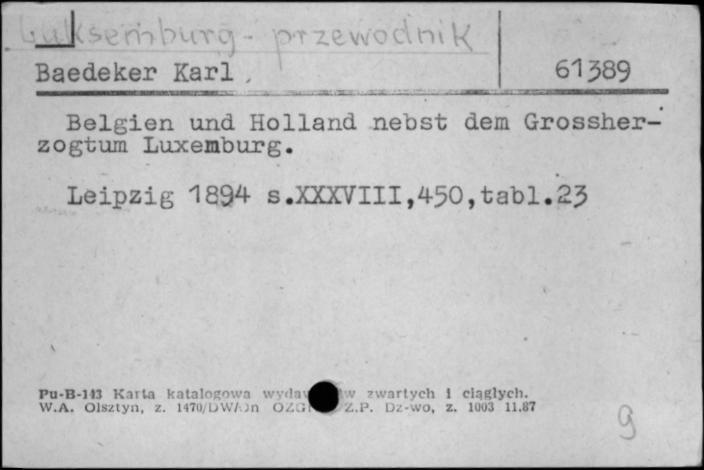 Luksemburg - przewodnik
Baedeker Karl 61389
Belgien und Holland nebst dem Grossher-
zogtum Luxemburg.
Leipzig 1894 s.XXXVIII,450,tabl.23
Pu-B-143 Karta katalogowa zwartych i ciągłych.
W.A. Olsztyn, z. 1470/DW/Dn Z.P. Dz-wo, z. 1003 11.87
9